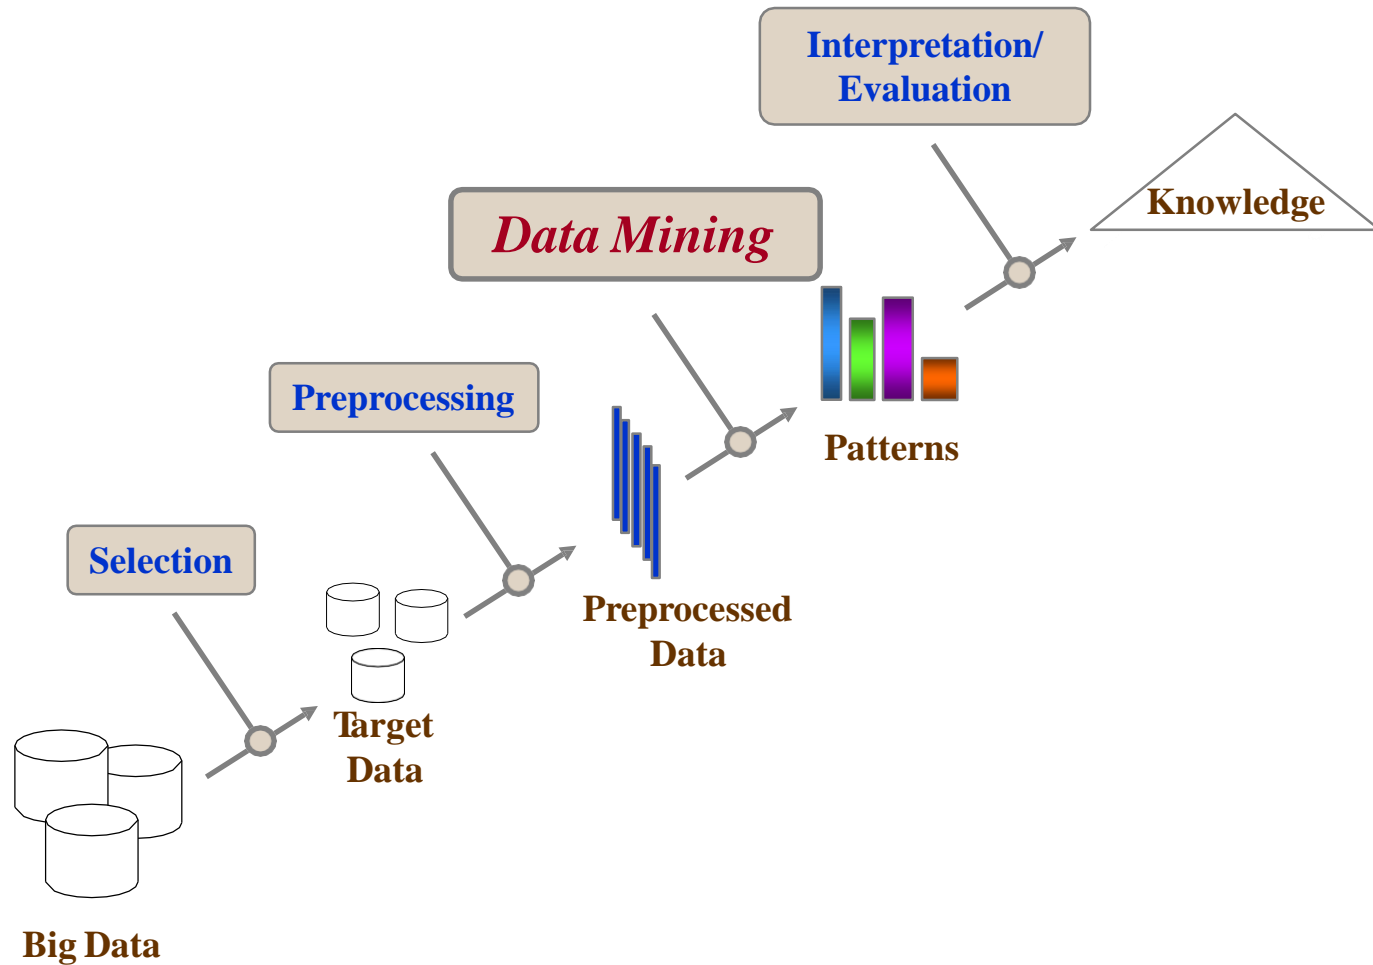 Interpretation/
Evaluation
Knowledge
Data Mining
Preprocessing
Patterns
Selection
Preprocessed
Data
Target
Data
Big Data